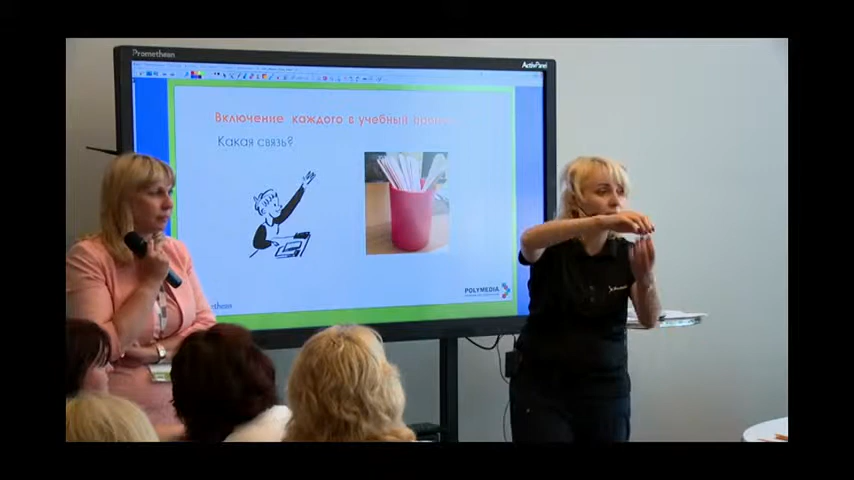 Promethean
ActivPanel
Включение каждого в учебный
Какая связь?
POLYMEDIA